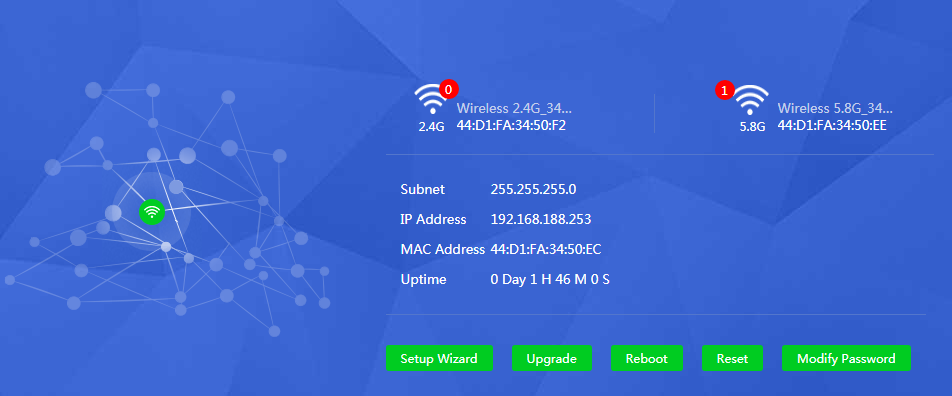 0
1
Wireless 2.4G_34...
Wireless 5.8G_34...
2.4G
44:D1:FA:34:50:F2
5.8G
44:D1:FA:34:50:EE
Subnet 255.255.255.0
IP Address 192.168.188.253
MAC Address 44:D1:FA:34:50:EC
Uptime 0 Day 1 H 46 M 0 S
Setup Wizard
Upgrade
Reboot
Reset
Modify Password